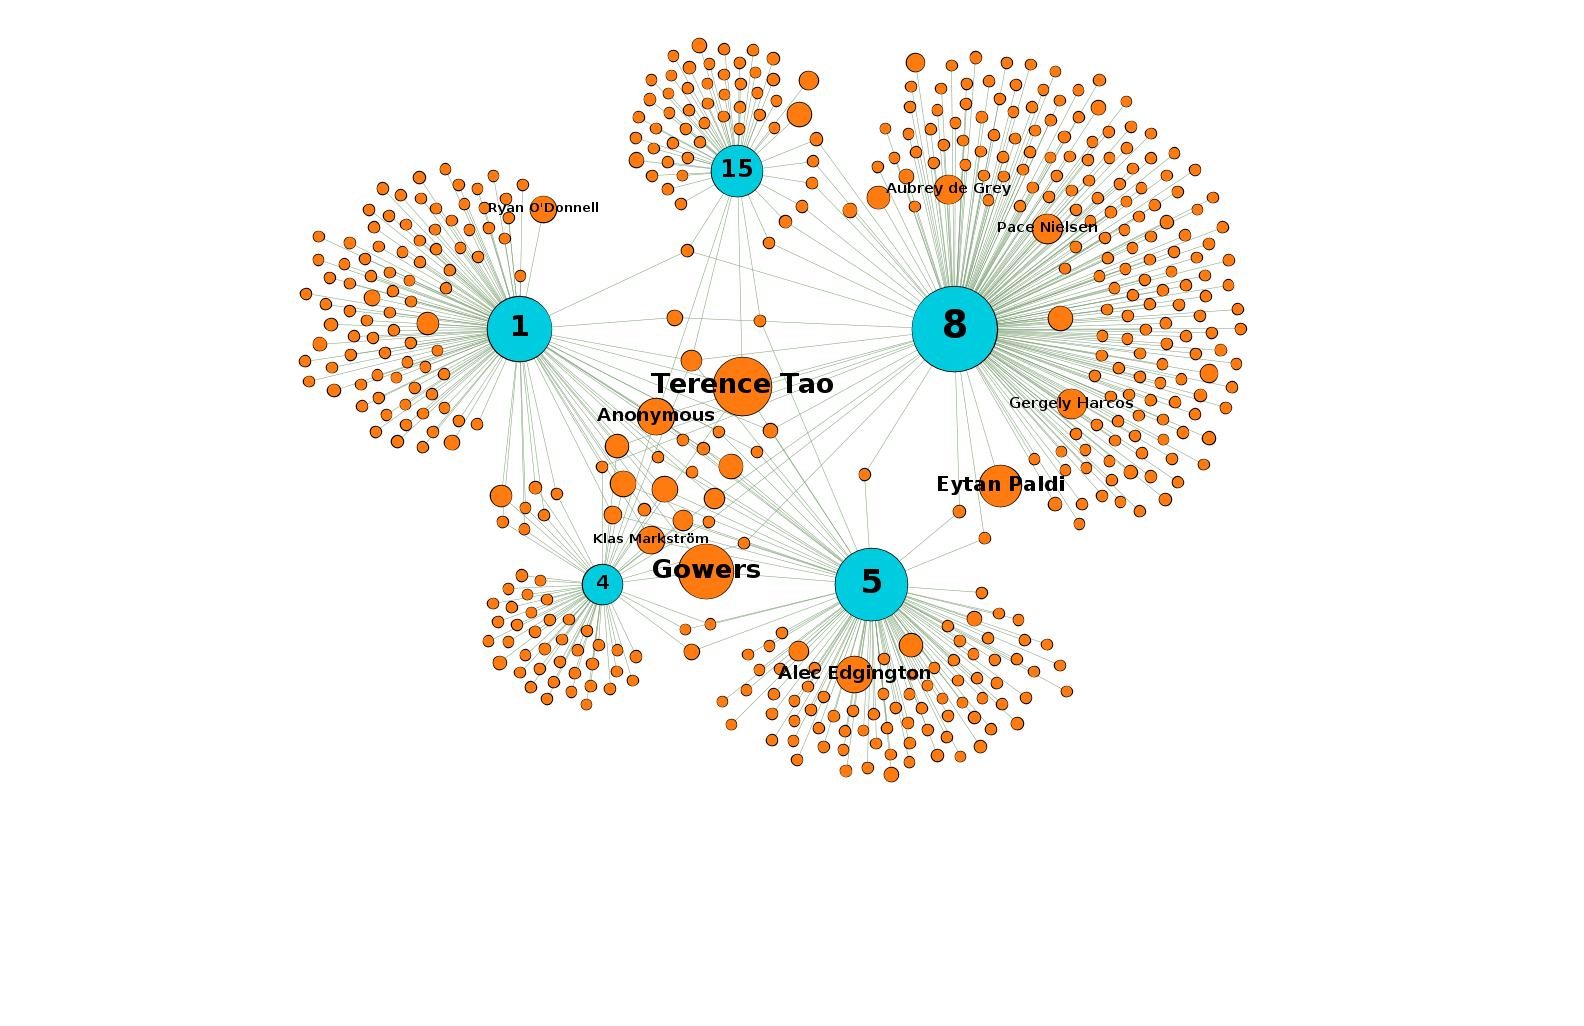 15
Aubrey de Grey
Ryan O'Donnell
Pace Nielsen
1
8
Terence Tao
Gergely Harcos
Anonymous
Eytan Paldi
Klas Markström
Gowers
4
5
Alec Edgington